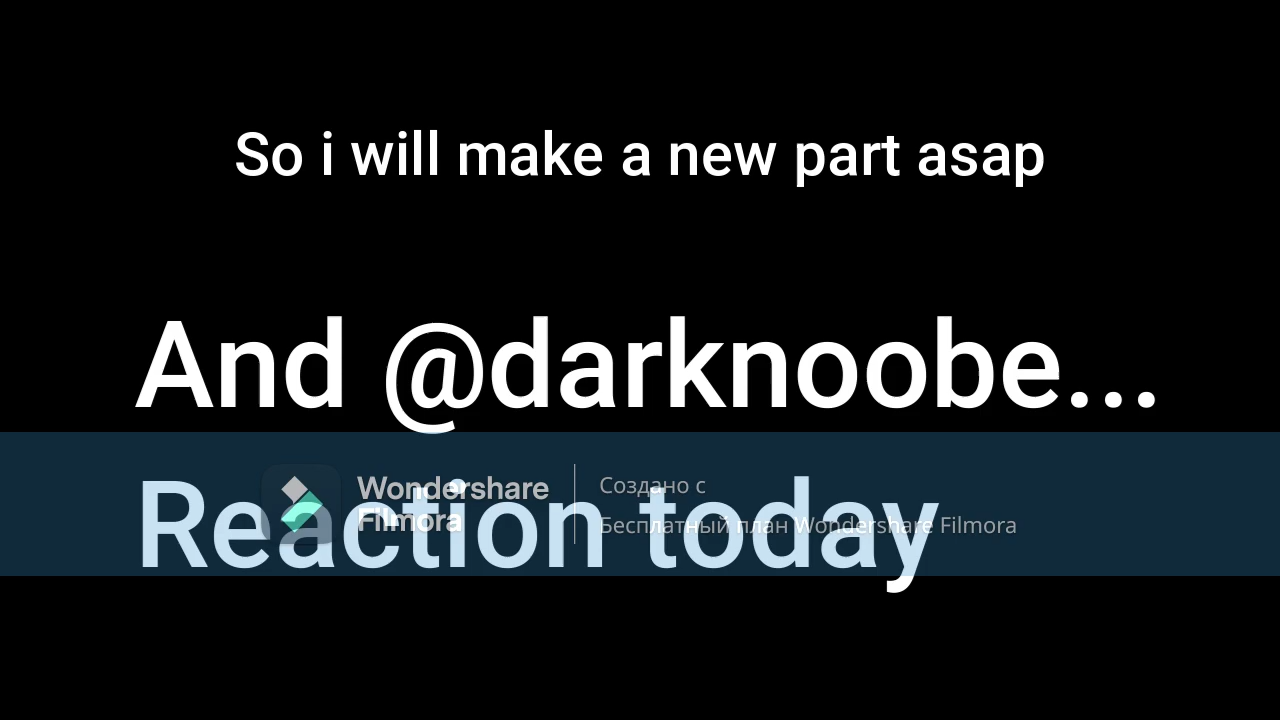 So i will make a new part asap
And @darknoobe...
Wondershare
Filmora
Создано с
Бесплатный план Wondershare Filmora
Reaction today